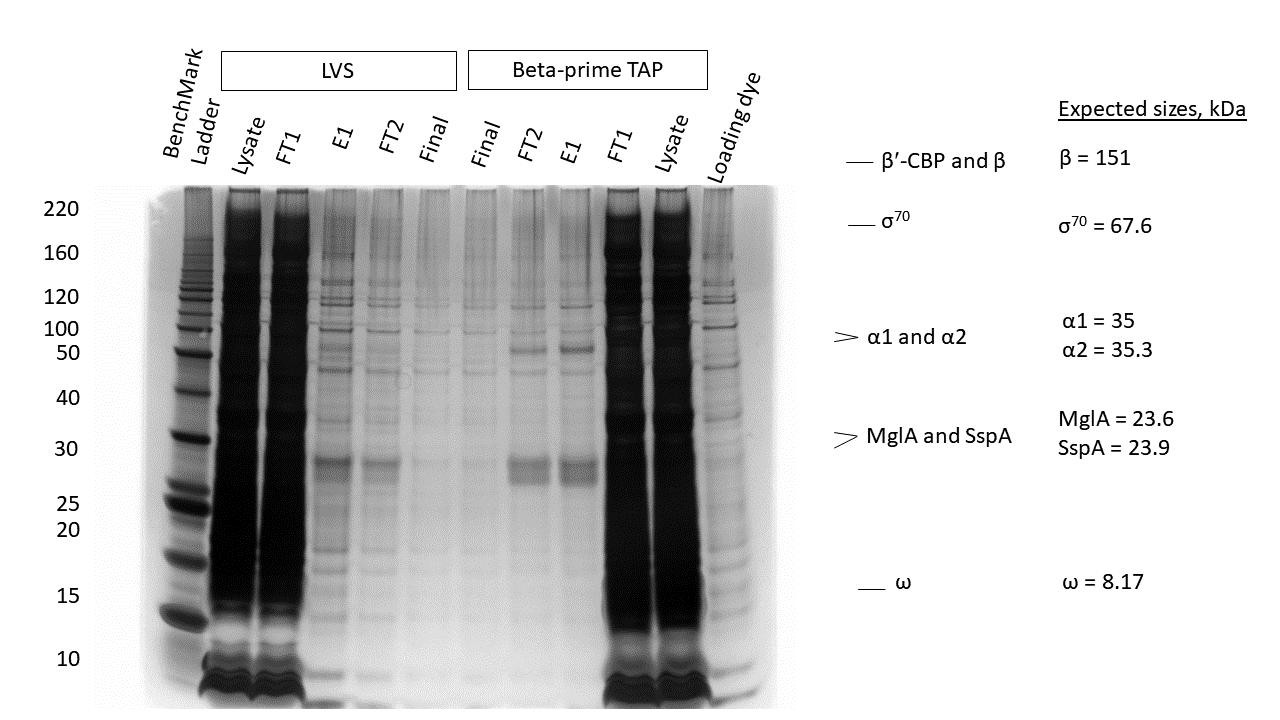 BenchMark
Ladder
LVS
Beta-prime TAP
Lysate
FT1
E1
FT2
Final
Final
FT2
E1
FT1
Lysate
Loading dye
220
160
120
100
50
40
30
25
20
15
10
β′-CBP and β
σ⁷⁰
α1 and α2
MglA and SspA
ω
Expected sizes, kDa
β = 151
σ⁷⁰ = 67.6
α1 = 35
α2 = 35.3
MglA = 23.6
SspA = 23.9
ω = 8.17